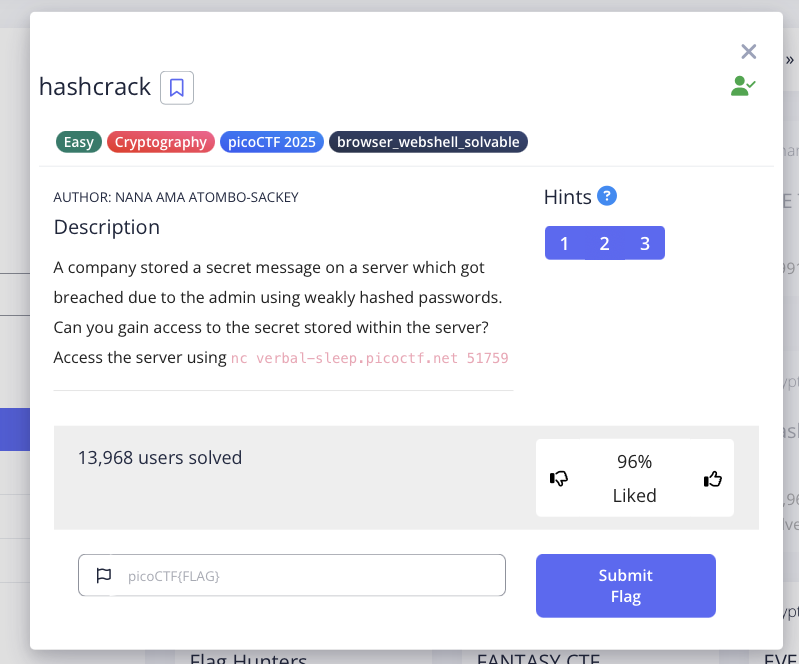 hashcrack
Easy Cryptography picoCTF 2025 browser_webshell_solvable
AUTHOR: NANA AMA ATOMBO-SACKEY
Description
A company stored a secret message on a server which got
breached due to the admin using weakly hashed passwords.
Can you gain access to the secret stored within the server?
Access the server using nc verbal-sleep.picoctf.net 51759
Hints ?
1 2 3
13,968 users solved
96%
Liked
picoCTF{FLAG}
Submit
Flag
»
Flag Hunters
FANTASY CTF